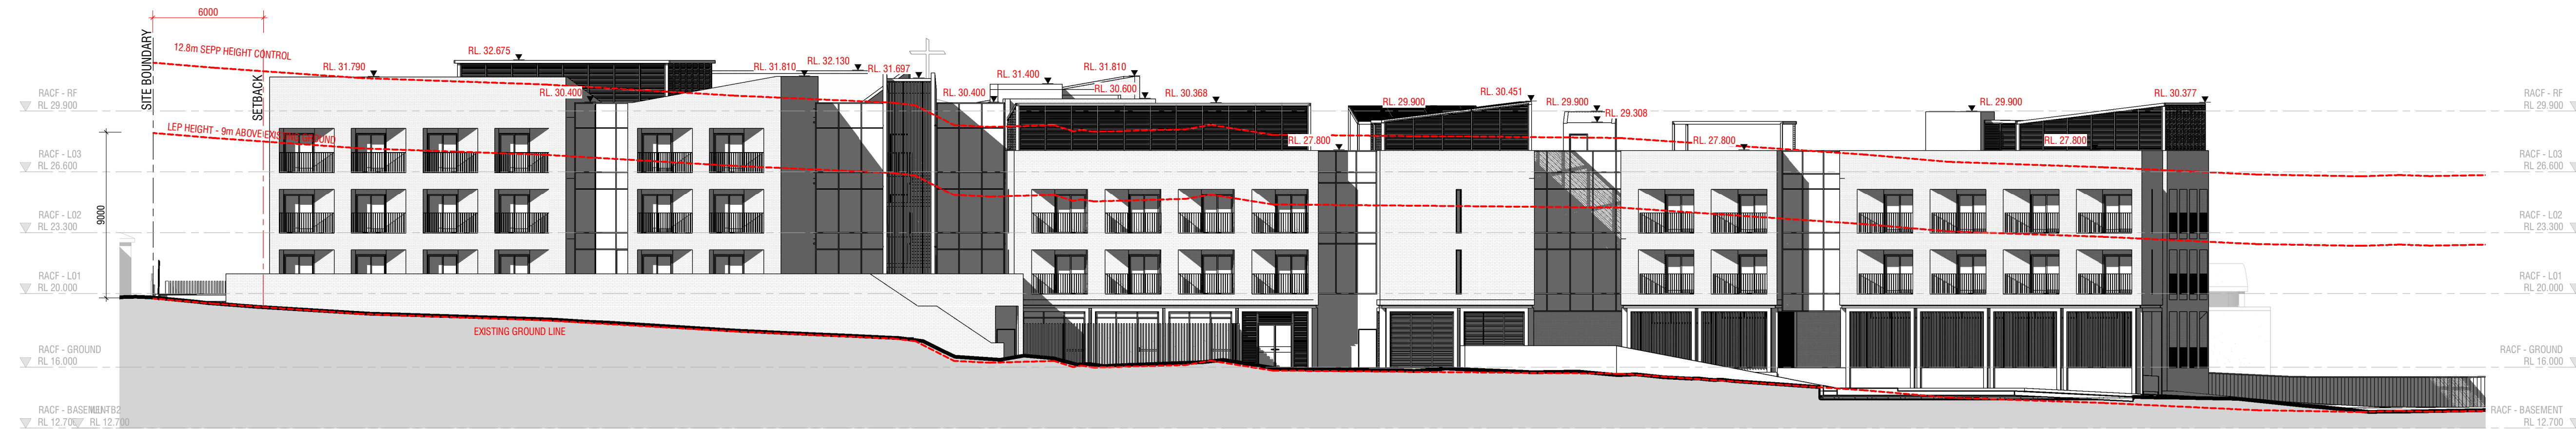 6000
SITE BOUNDARY
SETBACK
12.8m SEPP HEIGHT CONTROL
RL. 31.790
RL. 32.675
RL. 30.400
RL. 31.810
RL. 32.130
RL. 31.697
RL. 30.400
RL. 31.400
RL. 31.810
RL. 30.600
RL. 30.368
RL. 27.800
RL. 29.900
RL. 30.451
RL. 29.900
RL. 29.308
RL. 27.800
RL. 29.900
RL. 27.800
RL. 30.377
LEP HEIGHT - 9m ABOVE EXISTING GROUND
9000
EXISTING GROUND LINE
RACF - RF
RL 29.900
RACF - L03
RL 26.600
RACF - L02
RL 23.300
RACF - L01
RL 20.000
RACF - GROUND
RL 16.000
RACF - BASEMENT
RL 12.700
RL 12.700
RACF - RF
RL 29.900
RACF - L03
RL 26.600
RACF - L02
RL 23.300
RACF - L01
RL 20.000
RACF - GROUND
RL 16.000
RACF - BASEMENT
RL 12.700